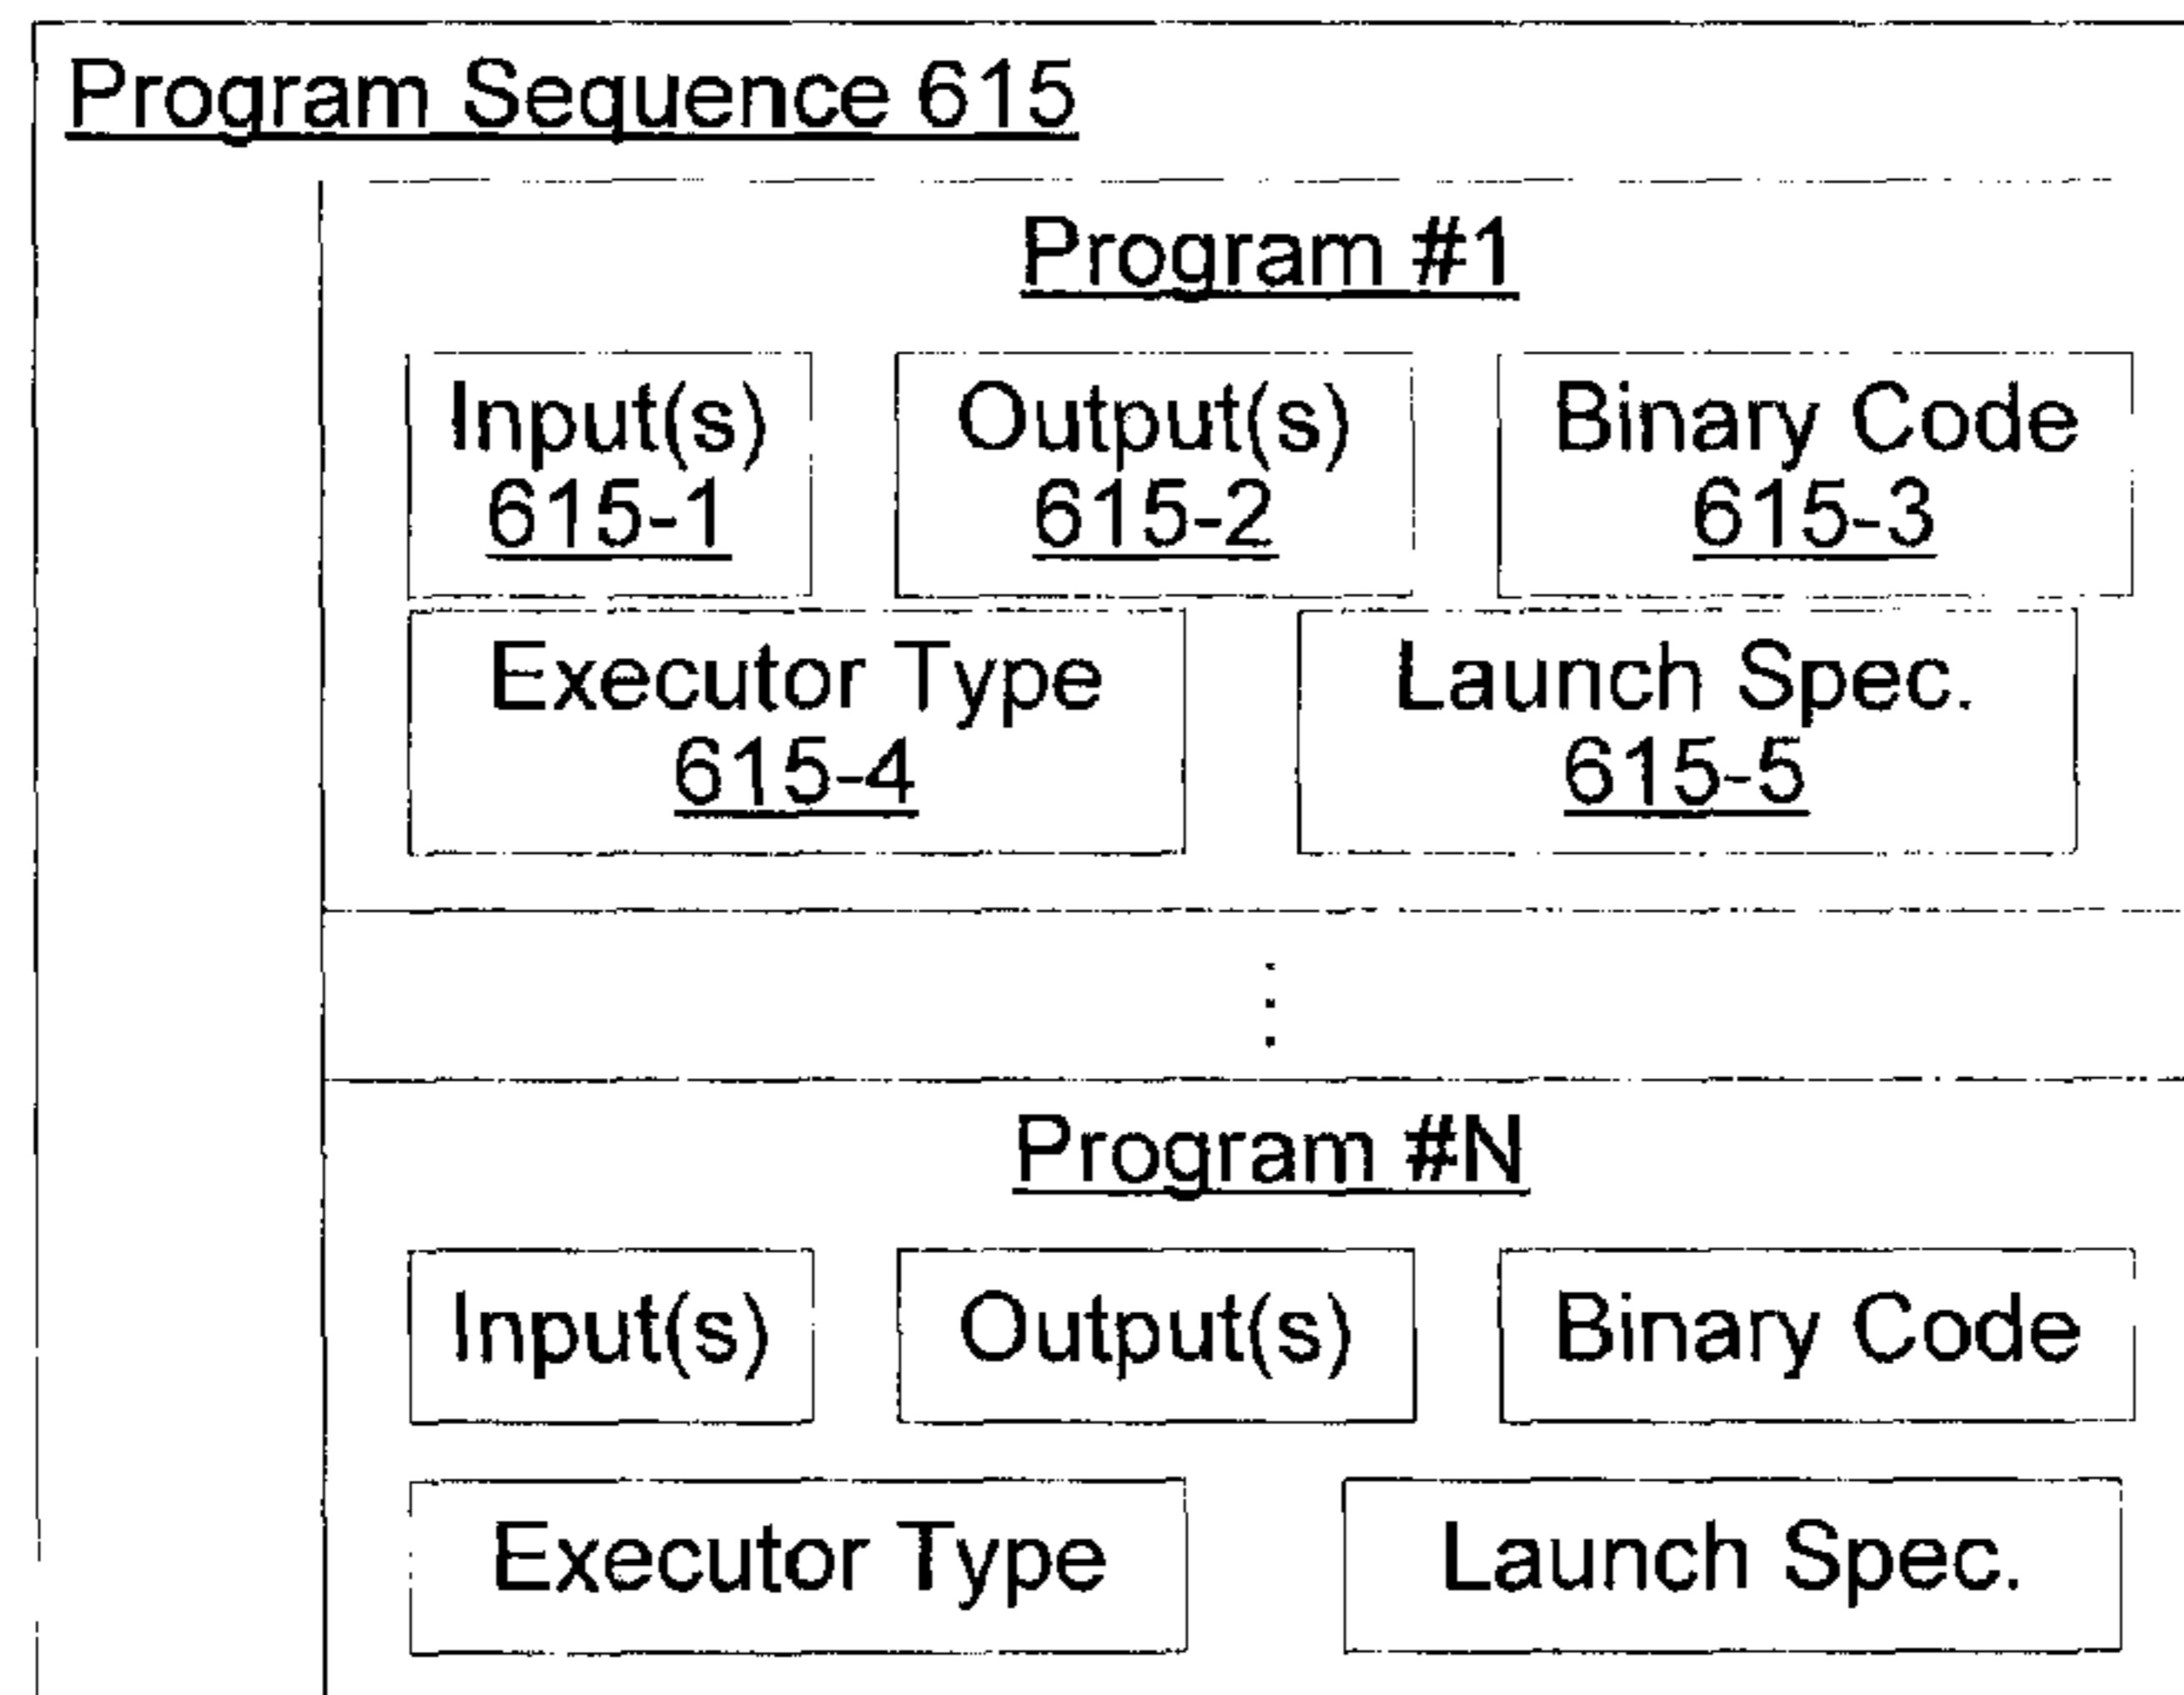 Program Sequence 615
Program #1
Input(s)
615-1
Output(s)
615-2
Binary Code
615-3
Executor Type
615-4
Launch Spec.
615-5
Program #N
Input(s)
Output(s)
Binary Code
Executor Type
Launch Spec.